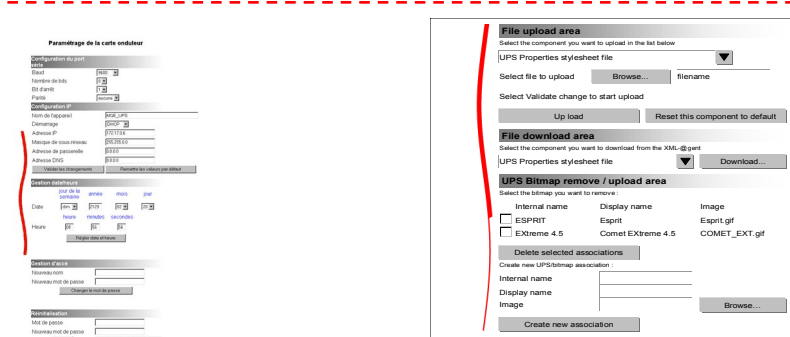 Paramétrage de la carte onduleur
Configuration du port
série
Baud 9600
Nombre de bits 8
Bit d'arrêt 1
Parité aucune
Configuration IP
Nom de l'appareil MGE_UPS
Démarrage
Adresse IP 172.17.0.6
Masque de sous réseau 255.255.0.0
Adresse de passerelle 0.0.0.0
Adresse DNS 0.0.0.0
Valider les changements Remettre les valeurs par défaut
Gestion date/heure
jour de la
semaine année mois jour
Date dim.
heure minutes secondes
Heure
Régler date et heure
Gestion d'accè
Nouveau nom
Nouveau mot de passe
Changer le mot de passe
Réinitialisation
Mot de passe
Nouveau mot de passe
File upload area
Select the component you want to upload in the list below
UPS Properties stylesheet file
Select file to upload Browse... filename
Select Validate change to start upload
Up load Reset this component to default
File download area
Select the component you want to download from the XML-@gent
UPS Properties stylesheet file Download...
UPS Bitmap remove / upload area
Select the bitmap you want to remove :
Internal name Display name Image
ESPRIT Esprit Esprit.gif
EXtreme 4.5 Comet EXtreme 4.5 COMET_EXT.gif
Delete selected associations
Create new UPS/bitmap association :
Internal name
Display name
Image Browse...
Create new association